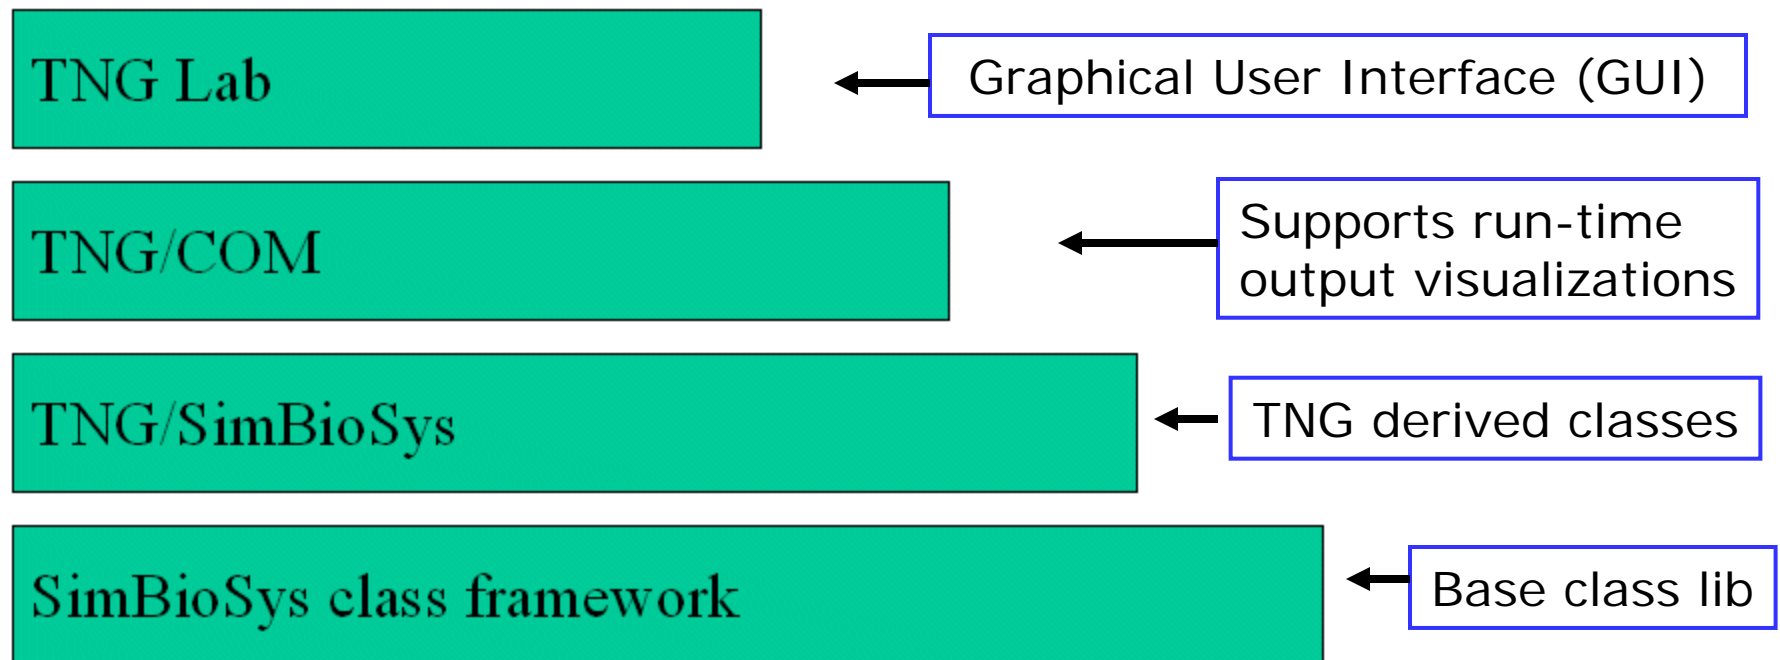 TNG Lab
Graphical User Interface (GUI)
TNG/COM
Supports run-time
output visualizations
TNG/SimBioSys
TNG derived classes
SimBioSys class framework
Base class lib